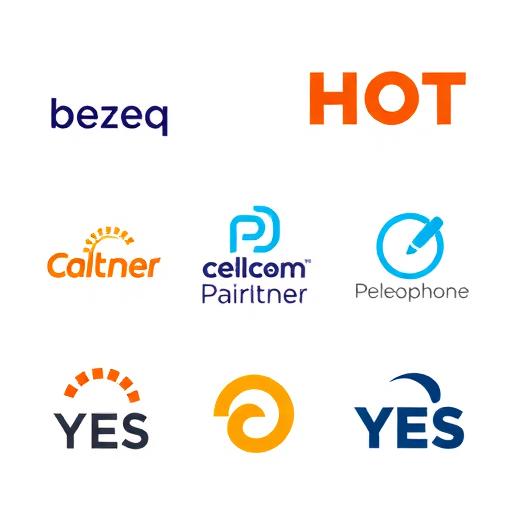 bezeq
HOT
Caltner
cellcom
Pairltner
Peleophone
YES
YES